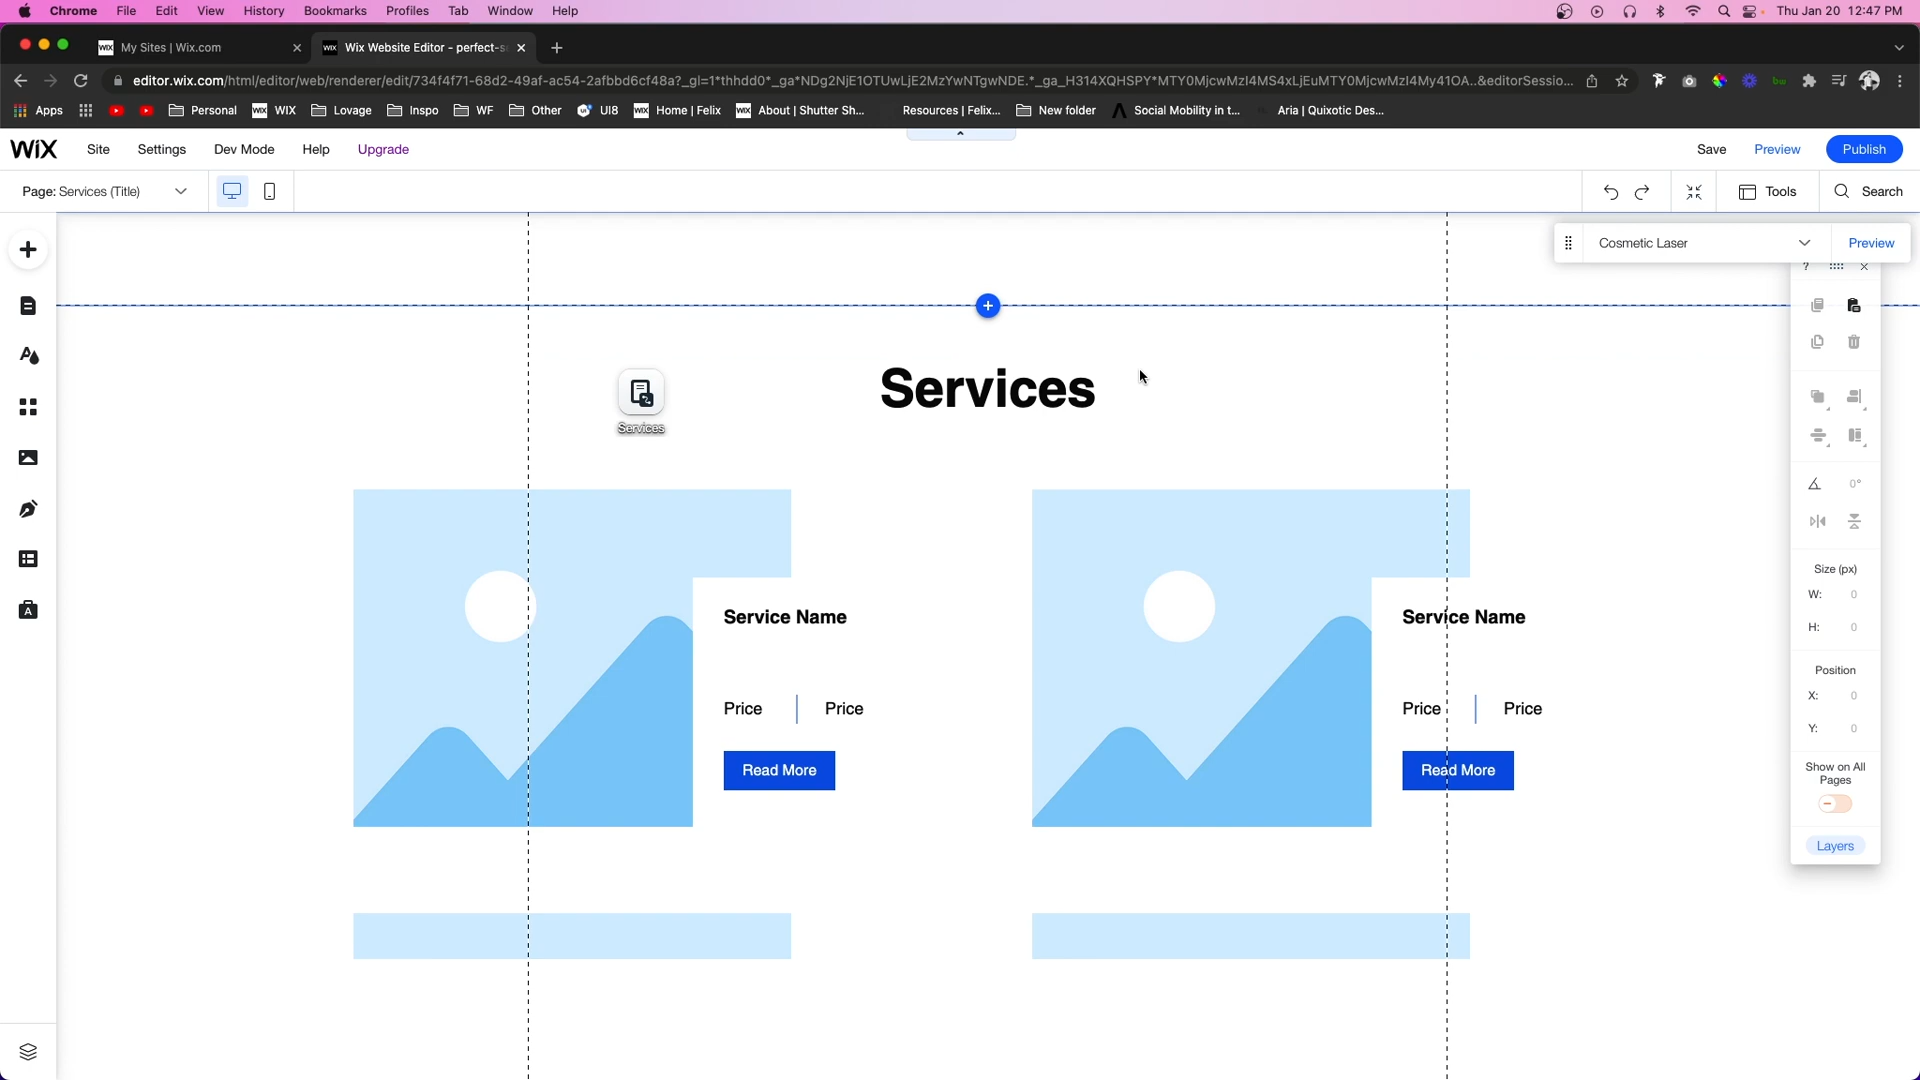 Chrome File Edit View History Bookmarks Profiles Tab Window Help Thu Jan 20 12:47 PM
WIX My Sites | Wix.com WIX Wix Website Editor - perfect-s
editor.wix.com/html/editor/web/renderer/edit/734f4f71-68d2-49af-ac54-2afbbd6cf48a?_gl=1*thhdd0*_ga*NDg2NjE1OTUwLjE2MzYwNTgwNDE.*_ga_H314XQHSPY*MTY0MjcwMzI4MS4xLjEuMTY0MjcwMzI4My41OA..&editorSessio...
Apps Personal WIX WIX Lovage Inspo WF Other UI8 WIX Home | Felix WIX About | Shutter Sh... Resources | Felix... New folder Social Mobility in t... Aria | Quixotic Des...
WIX Site Settings Dev Mode Help Upgrade Save Preview Publish
Page: Services (Title) Tools Search
Cosmetic Laser Preview
?
Services
Services
0°
Size (px)
W: 0
H: 0
Service Name Service Name
Position
X: 0
Y: 0
Price Price Price Price
Read More Read More
Show on All
Pages
Layers